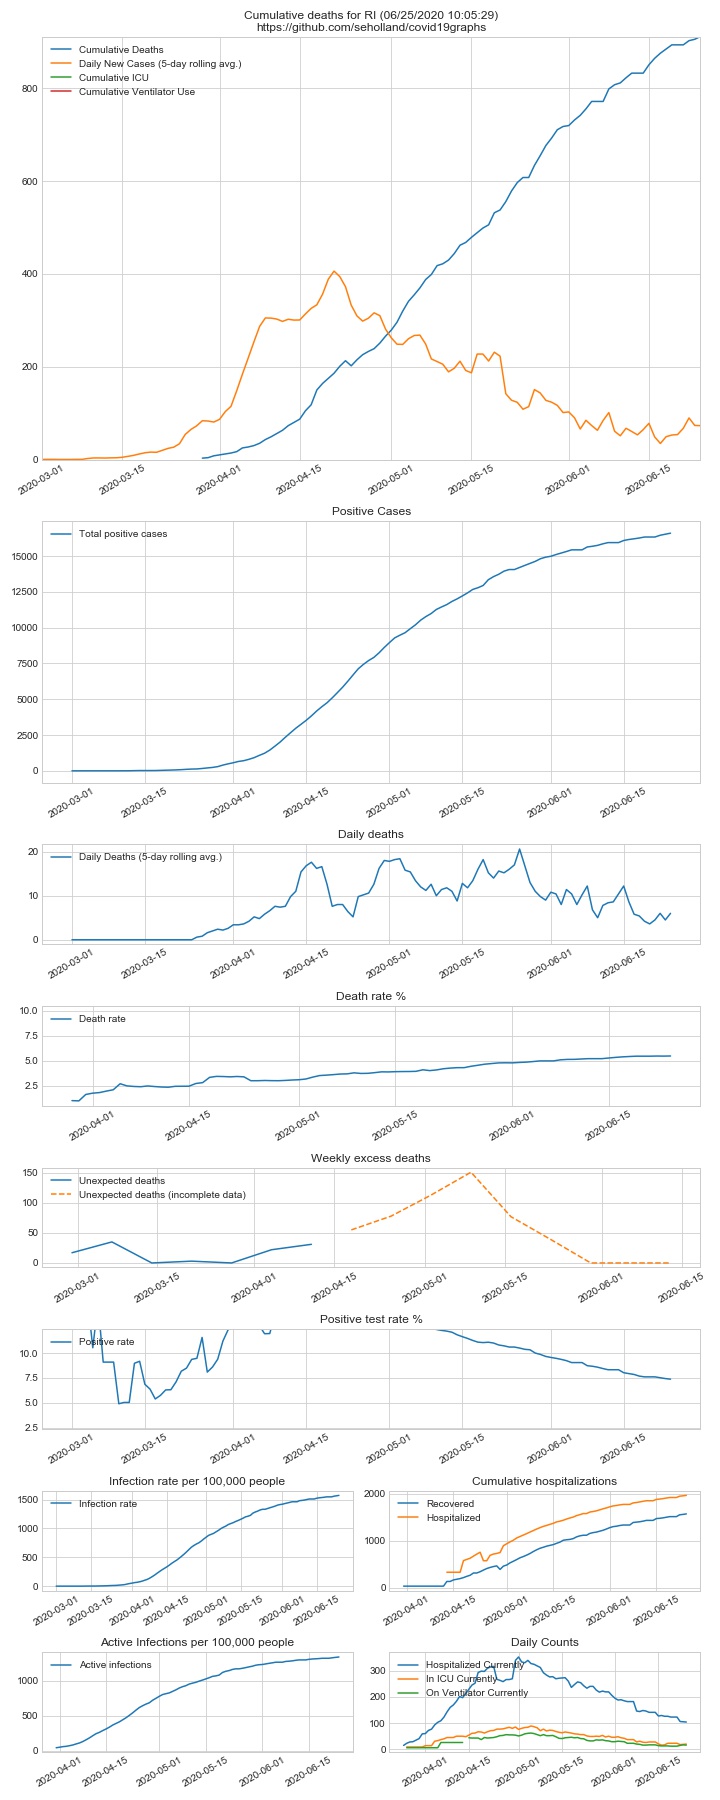 Cumulative deaths for RI (06/25/2020 10:05:29)
https://github.com/seholland/covid19graphs
Cumulative Deaths
Daily New Cases (5-day rolling avg.)
Cumulative ICU
Cumulative Ventilator Use
800
600
400
200
0
2020-03-01 2020-03-15 2020-04-01 2020-04-15 2020-05-01 2020-05-15 2020-06-01 2020-06-15
Positive Cases
Total positive cases
15000
12500
10000
7500
5000
2500
0
2020-03-01 2020-03-15 2020-04-01 2020-04-15 2020-05-01 2020-05-15 2020-06-01 2020-06-15
Daily deaths
Daily Deaths (5-day rolling avg.)
20
10
0
2020-03-01 2020-03-15 2020-04-01 2020-04-15 2020-05-01 2020-05-15 2020-06-01 2020-06-15
Death rate %
Death rate
10.0
7.5
5.0
2.5
2020-04-01 2020-04-15 2020-05-01 2020-05-15 2020-06-01 2020-06-15
Weekly excess deaths
Unexpected deaths
Unexpected deaths (incomplete data)
150
100
50
0
2020-03-01 2020-03-15 2020-04-01 2020-04-15 2020-05-01 2020-05-15 2020-06-01 2020-06-15
Positive test rate %
Positive rate
10.0
7.5
5.0
2.5
2020-03-01 2020-03-15 2020-04-01 2020-04-15 2020-05-01 2020-05-15 2020-06-01 2020-06-15
Infection rate per 100,000 people
Infection rate
1500
1000
500
0
2020-03-01 2020-03-15 2020-04-01 2020-04-15 2020-05-01 2020-05-15 2020-06-01 2020-06-15
Cumulative hospitalizations
Recovered
Hospitalized
2000
1000
0
2020-04-01 2020-04-15 2020-05-01 2020-05-15 2020-06-01 2020-06-15
Active Infections per 100,000 people
Active infections
1000
500
0
2020-04-01 2020-04-15 2020-05-01 2020-05-15 2020-06-01 2020-06-15
Daily Counts
Hospitalized Currently
In ICU Currently
On Ventilator Currently
300
200
100
0
2020-04-01 2020-04-15 2020-05-01 2020-05-15 2020-06-01 2020-06-15